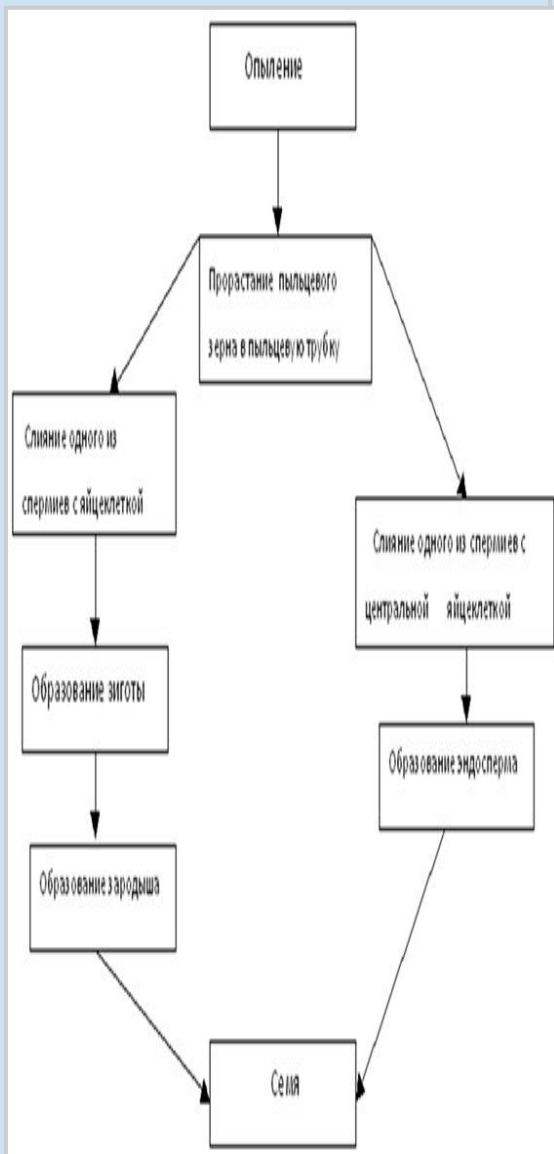 Опыление
Прорастание пыльцевого
зерна в пыльцевую трубку
Слияние одного из
спермиев с яйцеклеткой
Слияние одного из спермиев с
центральной яйцеклеткой
Образование зиготы
Образование эндосперма
Образование зародыша
Семя